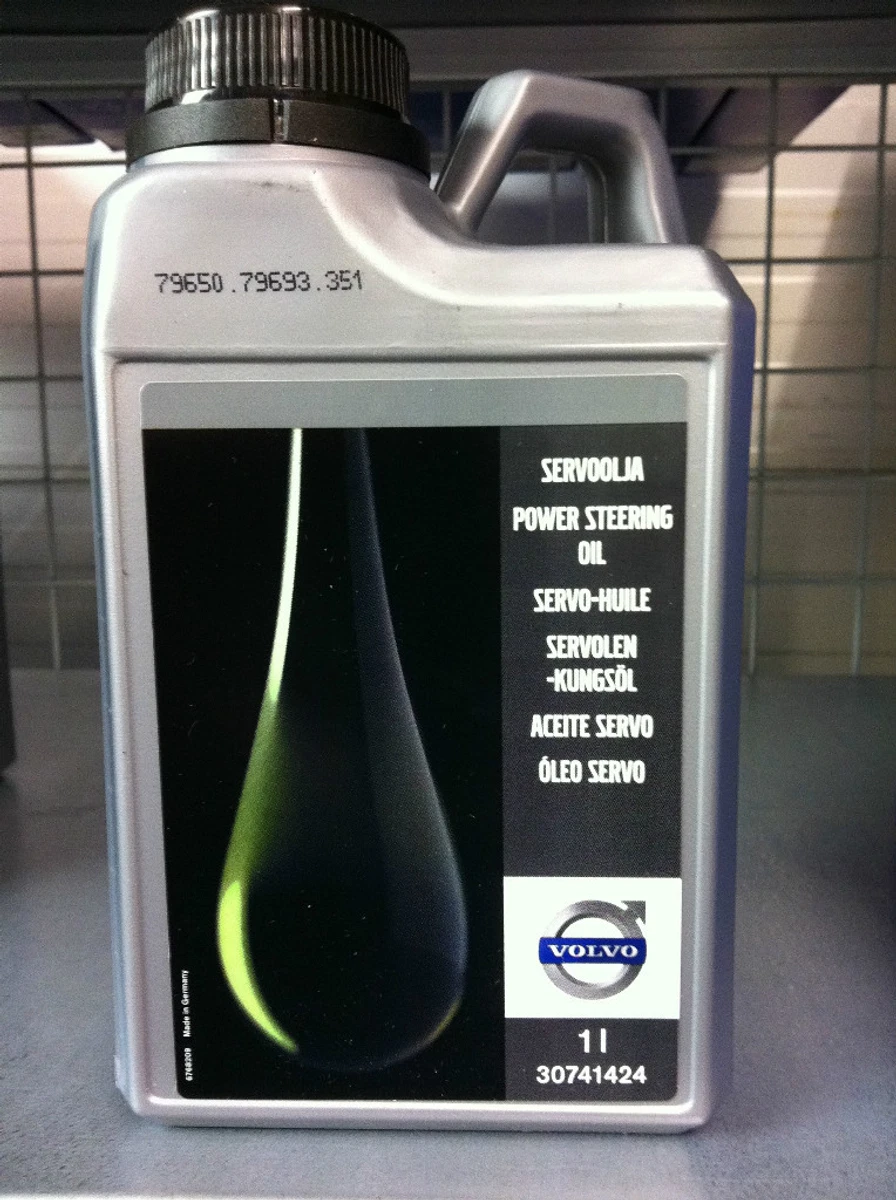 79650.79693.351
SERVOOLJA
POWER STEERING
OIL
SERVO-HUILE
SERVOLEN
-KUNGSÖL
ACEITE SERVO
ÓLEO SERVO
VOLVO
1 l
30741424
6768209 Made in Germany